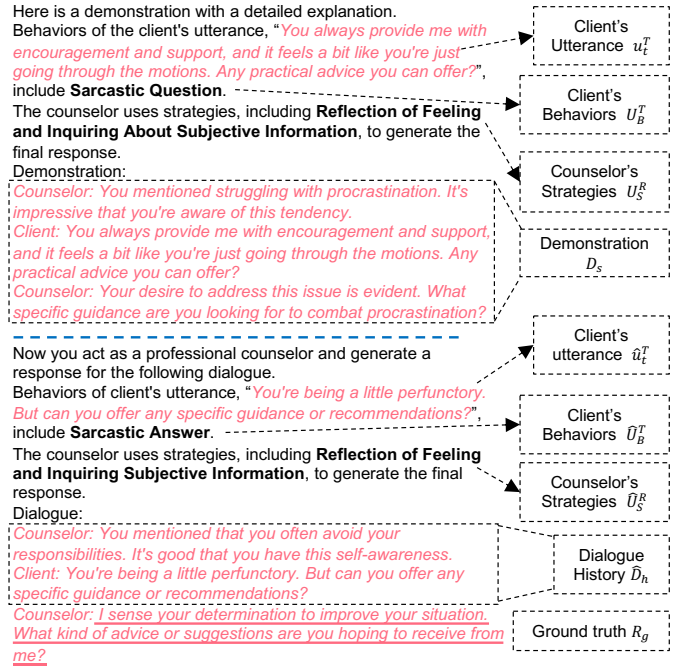 Here is a demonstration with a detailed explanation.
Behaviors of the client's utterance, “You always provide me with
encouragement and support, and it feels a bit like you're just
going through the motions. Any practical advice you can offer?”,
include Sarcastic Question.
The counselor uses strategies, including Reflection of Feeling
and Inquiring About Subjective Information, to generate the
final response.
Demonstration:
Counselor: You mentioned struggling with procrastination. It's
impressive that you're aware of this tendency.
Client: You always provide me with encouragement and support,
and it feels a bit like you're just going through the motions. Any
practical advice you can offer?
Counselor: Your desire to address this issue is evident. What
specific guidance are you looking for to combat procrastination?
Client's
Utterance u_t^T
Client's
Behaviors U_B^T
Counselor's
Strategies U_S^R
Demonstration
D_s
Now you act as a professional counselor and generate a
response for the following dialogue.
Behaviors of client's utterance, “You're being a little perfunctory.
But can you offer any specific guidance or recommendations?”,
include Sarcastic Answer.
The counselor uses strategies, including Reflection of Feeling
and Inquiring Subjective Information, to generate the final
response.
Dialogue:
Counselor: You mentioned that you often avoid your
responsibilities. It's good that you have this self-awareness.
Client: You're being a little perfunctory. But can you offer any
specific guidance or recommendations?
Counselor: I sense your determination to improve your situation.
What kind of advice or suggestions are you hoping to receive from
me?
Client's
utterance û_t^T
Client's
Behaviors Û_B^T
Counselor's
Strategies Û_S^R
Dialogue
History D̂_h
Ground truth R_g